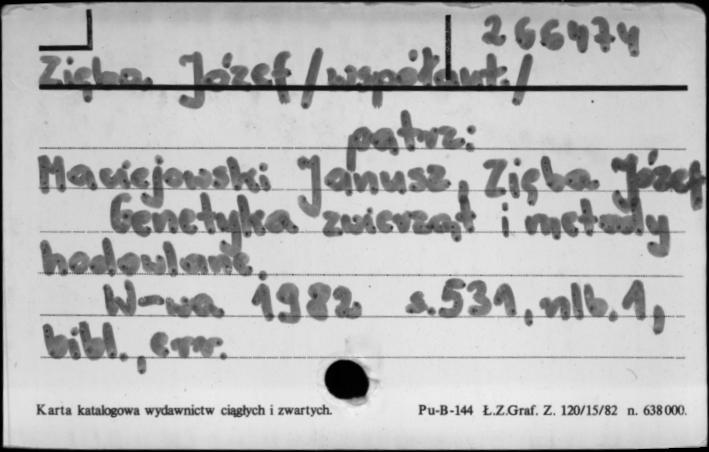 266474
Zięba Józef /współaut./
patrz:
Maciejowski Janusz, Zięba Józef
Genetyka zwierząt i metody
hodowlane.
W-wa 1982 s.531, nlb.1,
bibl., err.
Karta katalogowa wydawnictw ciągłych i zwartych. Pu-B-144 Ł.Z.Graf. Z. 120/15/82 n. 638000.